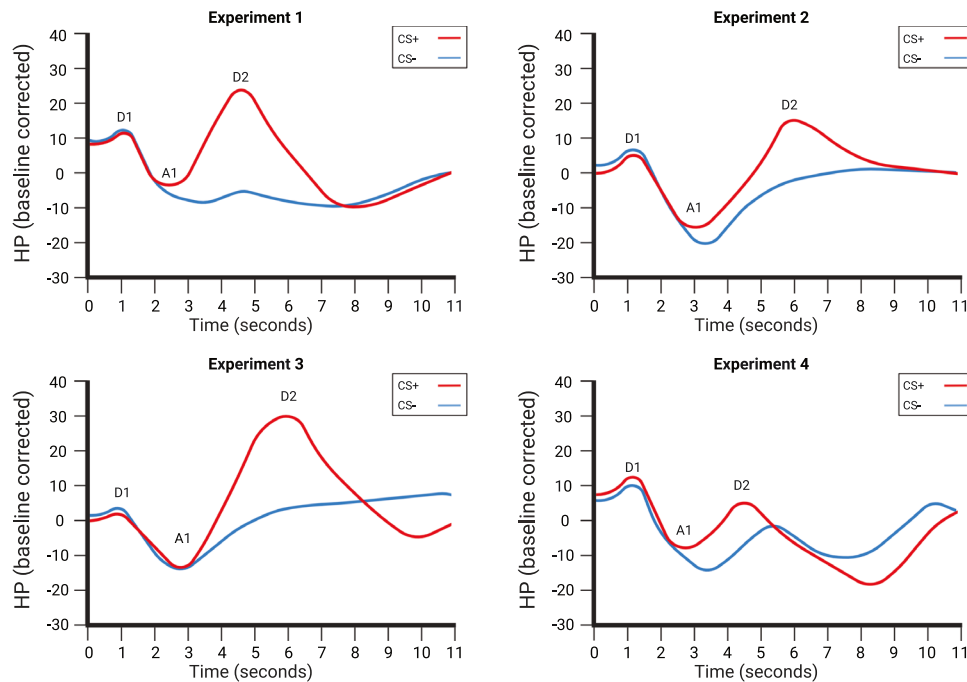 Experiment 1
HP (baseline corrected)
40
30
20
10
0
-10
-20
-30
CS+
CS-
D1
A1
D2
0 1 2 3 4 5 6 7 8 9 10 11
Time (seconds)
Experiment 2
HP (baseline corrected)
40
30
20
10
0
-10
-20
-30
CS+
CS-
D1
A1
D2
0 1 2 3 4 5 6 7 8 9 10 11
Time (seconds)
Experiment 3
HP (baseline corrected)
40
30
20
10
0
-10
-20
-30
CS+
CS-
D1
A1
D2
0 1 2 3 4 5 6 7 8 9 10 11
Time (seconds)
Experiment 4
HP (baseline corrected)
40
30
20
10
0
-10
-20
-30
CS+
CS-
D1
A1
D2
0 1 2 3 4 5 6 7 8 9 10 11
Time (seconds)